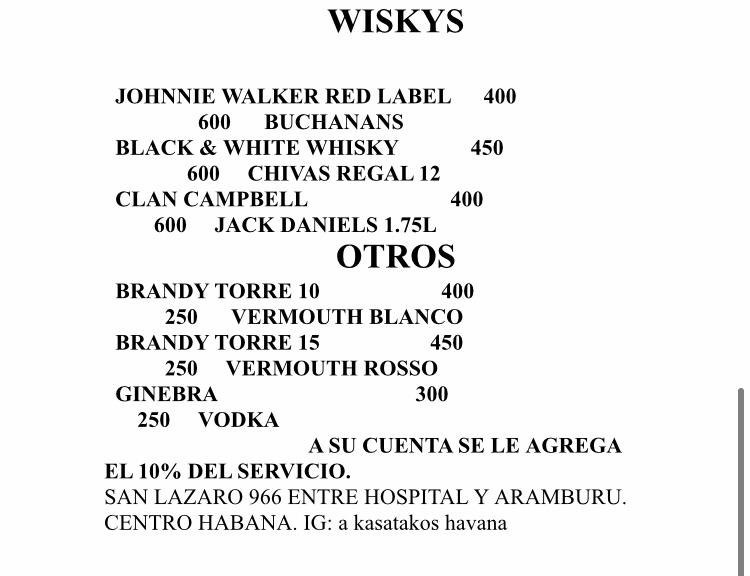 WISKYS
JOHNNIE WALKER RED LABEL 400
600 BUCHANANS
BLACK & WHITE WHISKY 450
600 CHIVAS REGAL 12
CLAN CAMPBELL 400
600 JACK DANIELS 1.75L
OTROS
BRANDY TORRE 10 400
250 VERMOUTH BLANCO
BRANDY TORRE 15 450
250 VERMOUTH ROSSO
GINEBRA 300
250 VODKA
A SU CUENTA SE LE AGREGA
EL 10% DEL SERVICIO.
SAN LAZARO 966 ENTRE HOSPITAL Y ARAMBURU.
CENTRO HABANA. IG: a kasatakos havana